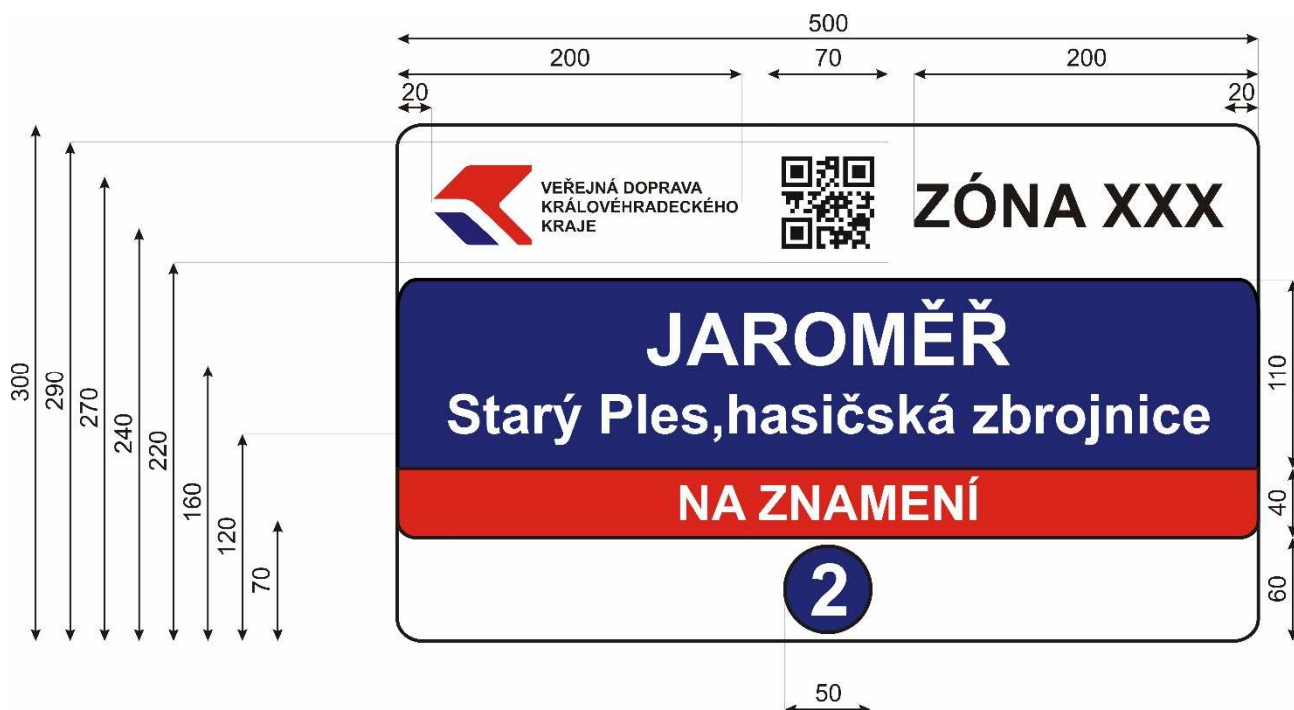 500
200 70 200
20 20
VEŘEJNÁ DOPRAVA
KRÁLOVÉHRADECKÉHO
KRAJE
ZÓNA XXX
JAROMĚŘ
Starý Ples,hasičská zbrojnice
NA ZNAMENÍ
2
300
290
270
240
220
160
120
70
110
40
60
50